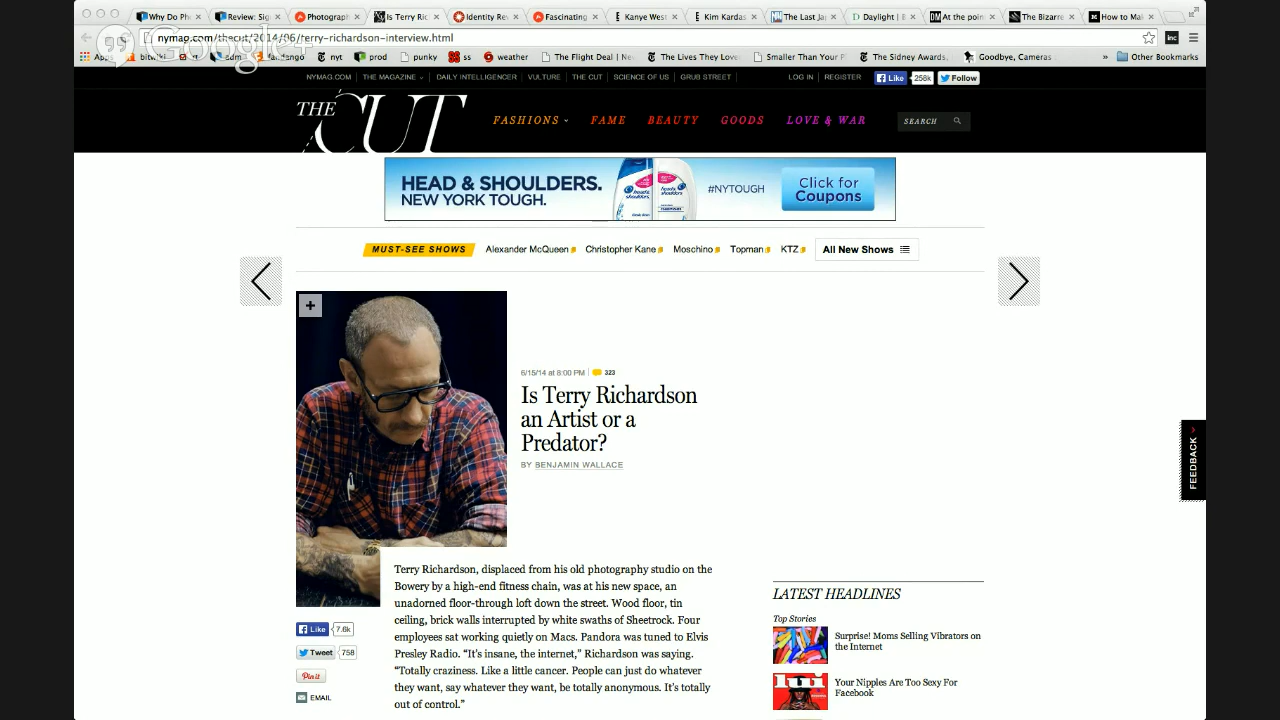 Why Do Ph
Review: Sig
Photograph
Is Terry Ric
Identity Re
Fascinating
Kanye West
Kim Kardas
The Last Ja
Daylight | B
At the poin
The Bizarre
How to Mal
nymag.com/thecut/2014/06/terry-richardson-interview.html
inc
Google+
Apps
nyt
prod
punky
ss
weather
The Flight Deal | Ne
The Lives They Love
Smaller Than Your P
The Sidney Awards,
Goodbye, Cameras
»
Other Bookmarks
NYMAG.COM
THE MAGAZINE
DAILY INTELLIGENCER
VULTURE
THE CUT
SCIENCE OF US
GRUB STREET
LOG IN
REGISTER
Like
258k
Follow
THE CUT
FASHIONS
FAME
BEAUTY
GOODS
LOVE & WAR
SEARCH
HEAD & SHOULDERS.
NEW YORK TOUGH.
#NYTOUGH
Click for
Coupons
MUST-SEE SHOWS
Alexander McQueen
Christopher Kane
Moschino
Topman
KTZ
All New Shows
6/15/14 at 8:00 PM
323
Is Terry Richardson
an Artist or a
Predator?
BY BENJAMIN WALLACE
FEEDBACK
Terry Richardson, displaced from his old photography studio on the
Bowery by a high-end fitness chain, was at his new space, an
unadorned floor-through loft down the street. Wood floor, tin
ceiling, brick walls interrupted by white swaths of Sheetrock. Four
employees sat working quietly on Macs. Pandora was tuned to Elvis
Presley Radio. “It’s insane, the internet,” Richardson was saying.
“Totally craziness. Like a little cancer. People can just do whatever
they want, say whatever they want, be totally anonymous. It’s totally
out of control.”
Like
7.6k
Tweet
758
Pin it
EMAIL
LATEST HEADLINES
Top Stories
Surprise! Moms Selling Vibrators on
the Internet
lui
Your Nipples Are Too Sexy For
Facebook